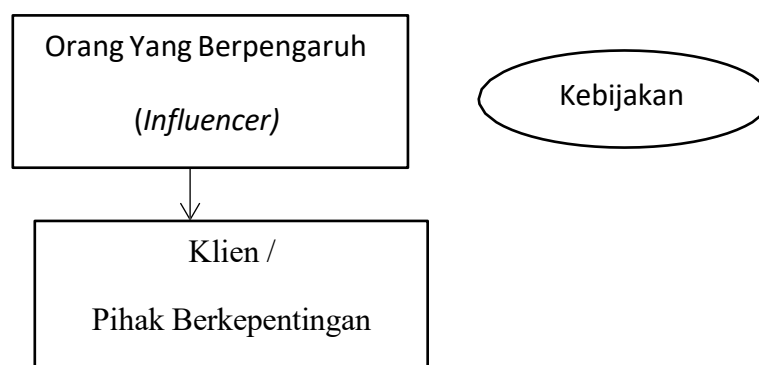 Orang Yang Berpengaruh
(Influencer)
Kebijakan
Klien /
Pihak Berkepentingan